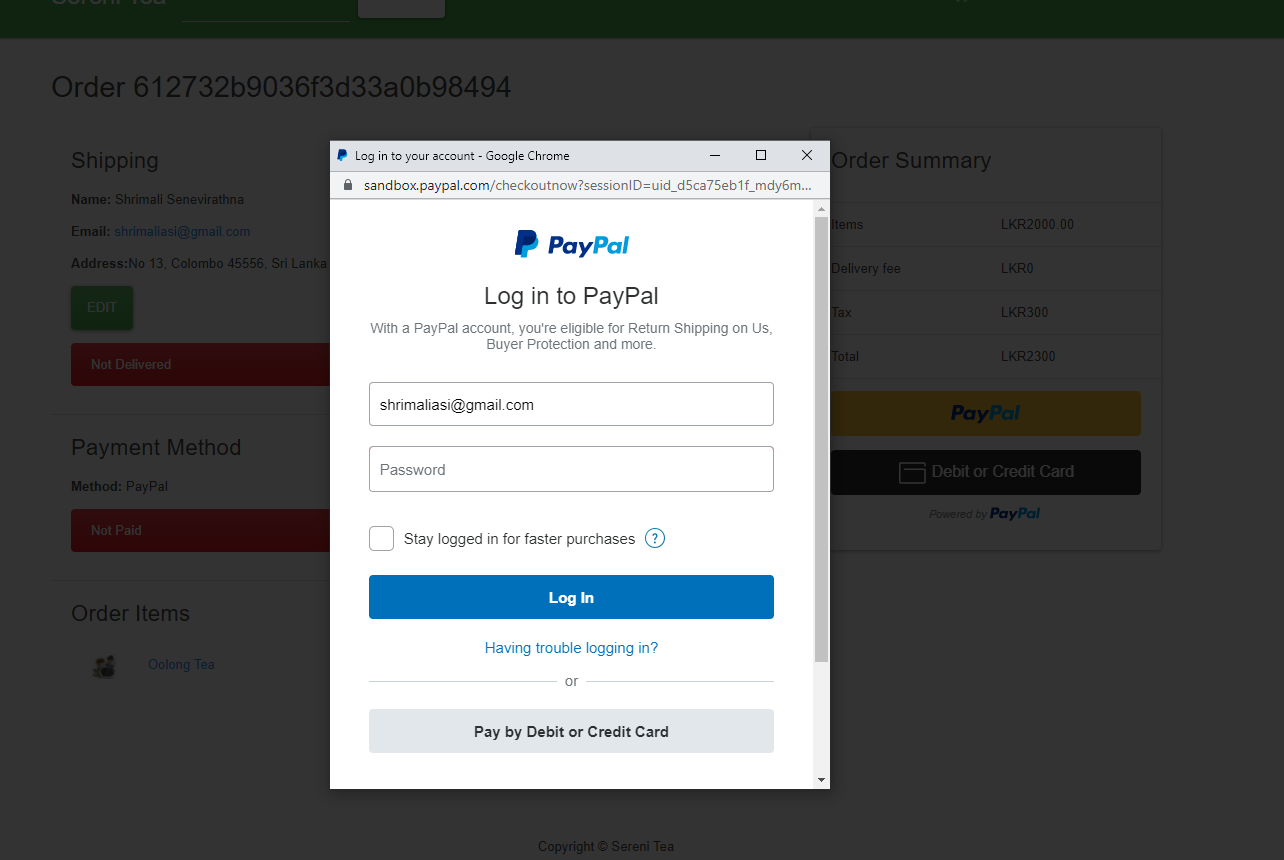 Sereni Tea
Order 612732b9036f3d33a0b98494
Shipping
Name: Shrimali Senevirathna
Email: shrimaliasi@gmail.com
Address:No 13, Colombo 45556, Sri Lanka
EDIT
Not Delivered
Payment Method
Method: PayPal
Not Paid
Order Items
Oolong Tea
Log in to your account - Google Chrome
sandbox.paypal.com/checkoutnow?sessionID=uid_d5ca75eb1f_mdy6m...
PayPal
Log in to PayPal
With a PayPal account, you're eligible for Return Shipping on Us,
Buyer Protection and more.
shrimaliasi@gmail.com
Password
Stay logged in for faster purchases ?
Log In
Having trouble logging in?
or
Pay by Debit or Credit Card
Order Summary
Items LKR2000.00
Delivery fee LKR0
Tax LKR300
Total LKR2300
PayPal
Debit or Credit Card
Powered by PayPal
Copyright © Sereni Tea